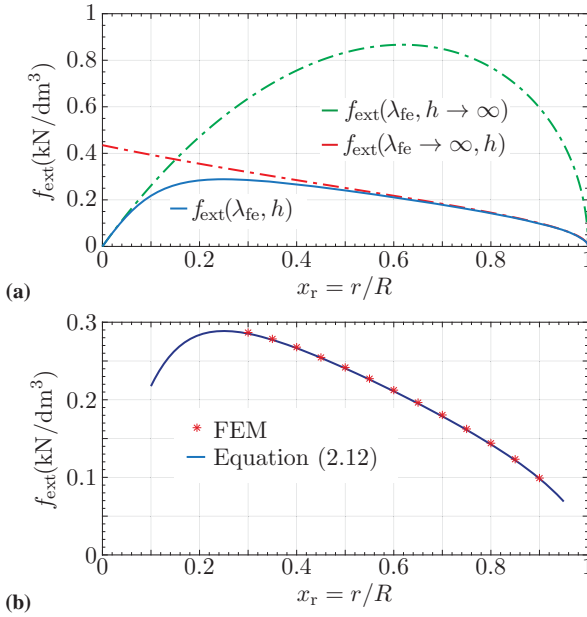 1
0.8
0.6
0.4
0.2
0
f_ext(kN/dm³)
f_ext(λ_fe, h → ∞)
f_ext(λ_fe → ∞, h)
f_ext(λ_fe, h)
0 0.2 0.4 0.6 0.8 1
(a)
x_r = r/R
0.3
0.2
0.1
0
f_ext(kN/dm³)
FEM
Equation (2.12)
0 0.2 0.4 0.6 0.8 1
(b)
x_r = r/R